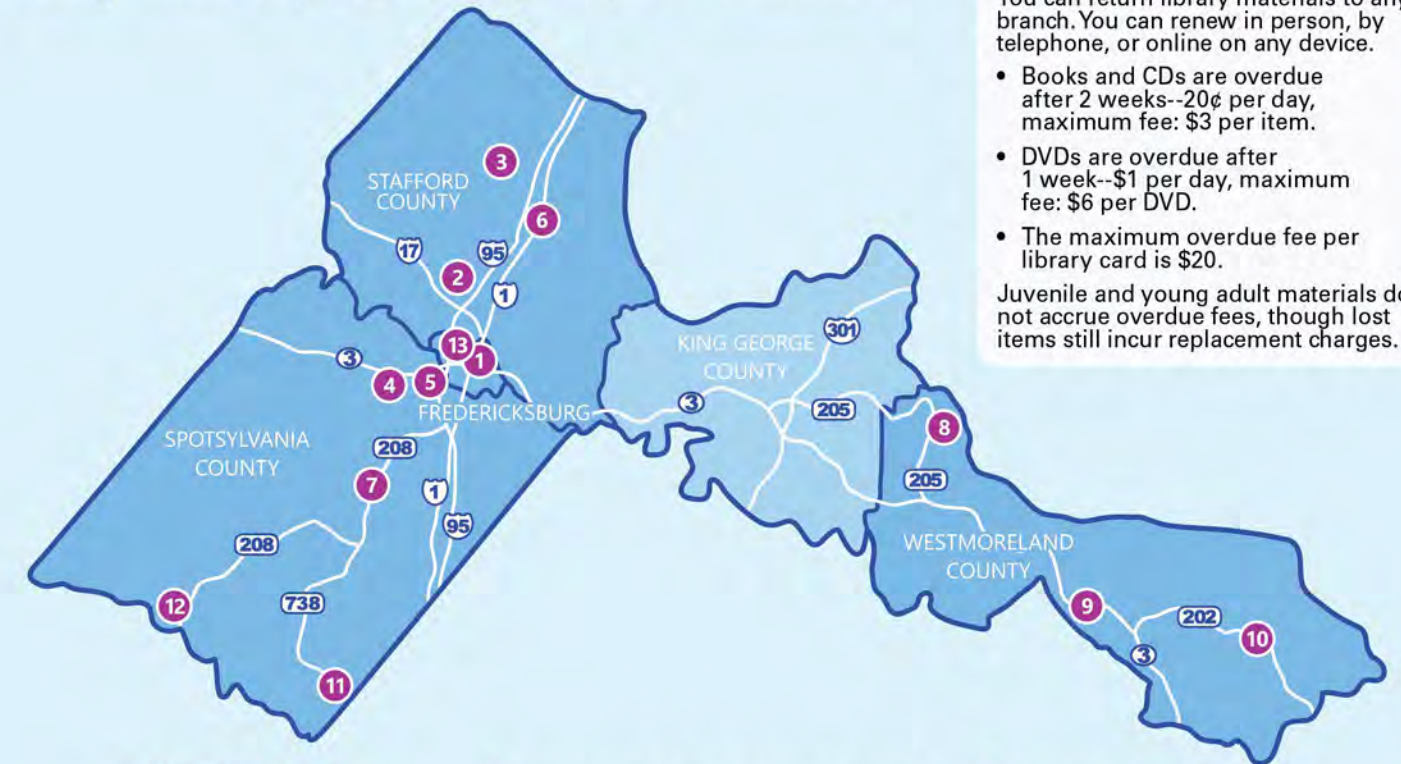 You can return library materials to any
branch. You can renew in person, by
telephone, or online on any device.
• Books and CDs are overdue
after 2 weeks--20¢ per day,
maximum fee: $3 per item.
• DVDs are overdue after
1 week--$1 per day, maximum
fee: $6 per DVD.
• The maximum overdue fee per
library card is $20.
Juvenile and young adult materials do
not accrue overdue fees, though lost
items still incur replacement charges.
3
STAFFORD
COUNTY
6
17
95
2
1
13
1
3
4
5
FREDERICKSBURG
SPOTSYLVANIA
COUNTY
208
7
1
95
208
12
738
11
301
KING GEORGE
COUNTY
3
205
8
205
WESTMORELAND
COUNTY
9
202
10
3